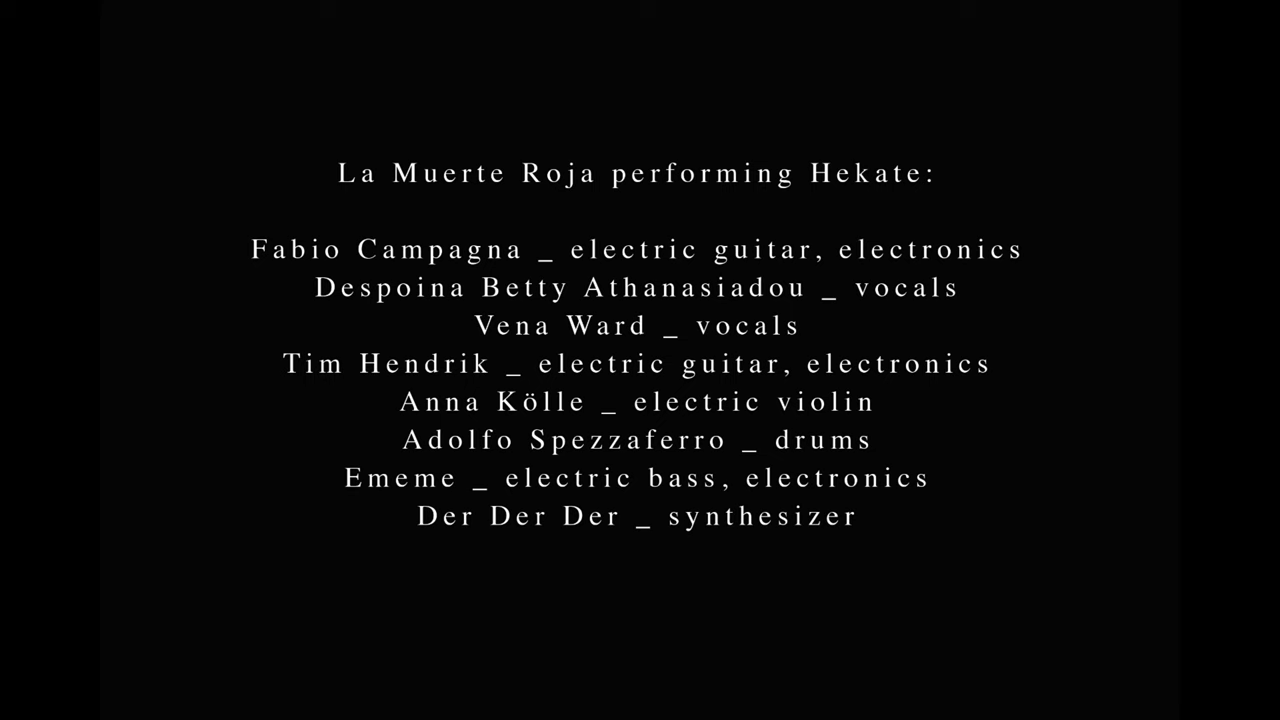 La Muerte Roja performing Hekate:
Fabio Campagna _ electric guitar, electronics
Despoina Betty Athanasiadou _ vocals
Vena Ward _ vocals
Tim Hendrik _ electric guitar, electronics
Anna Kölle _ electric violin
Adolfo Spezzaferro _ drums
Ememe _ electric bass, electronics
Der Der Der _ synthesizer